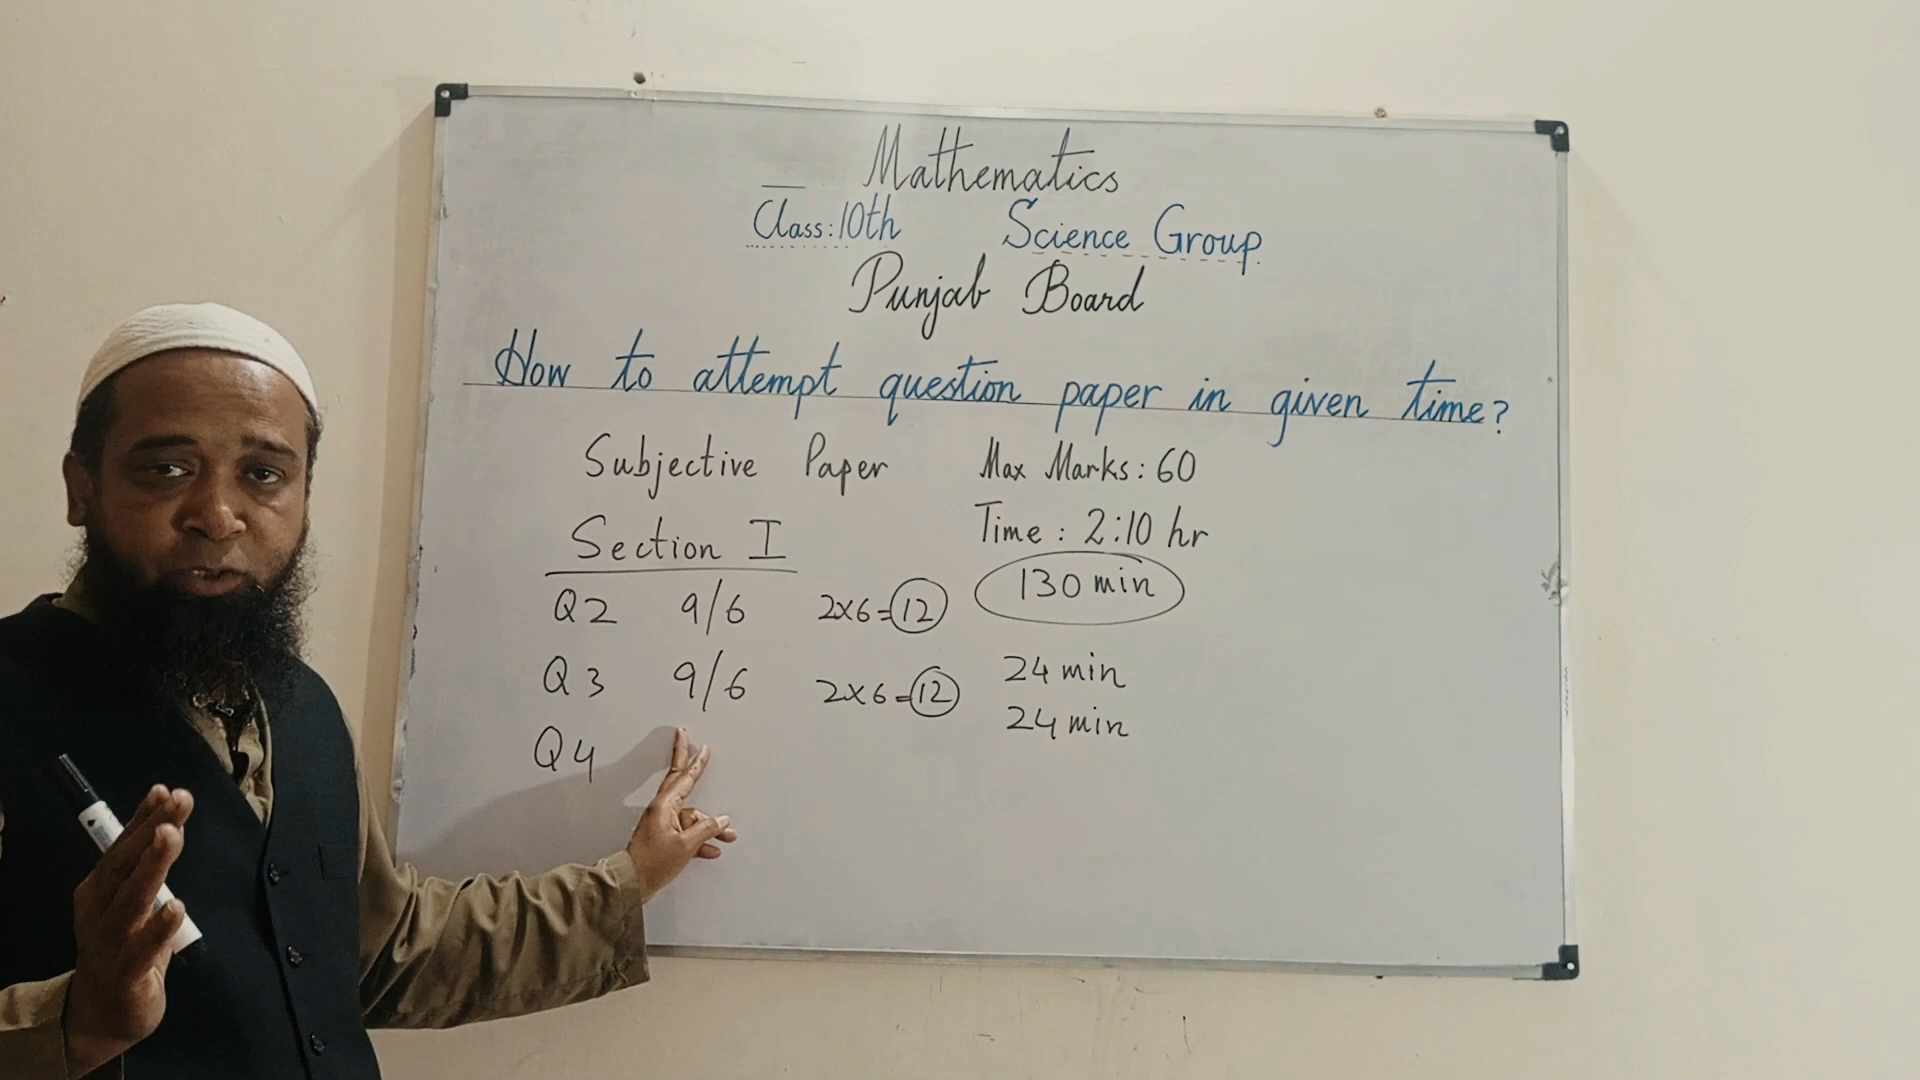 Mathematics
Class: 10th Science Group
Punjab Board
How to attempt question paper in given time?
Subjective Paper Max Marks: 60
Section I Time: 2:10 hr
130 min
Q2 9/6 2x6=12
Q3 9/6 2x6=12 24 min
24 min
Q4